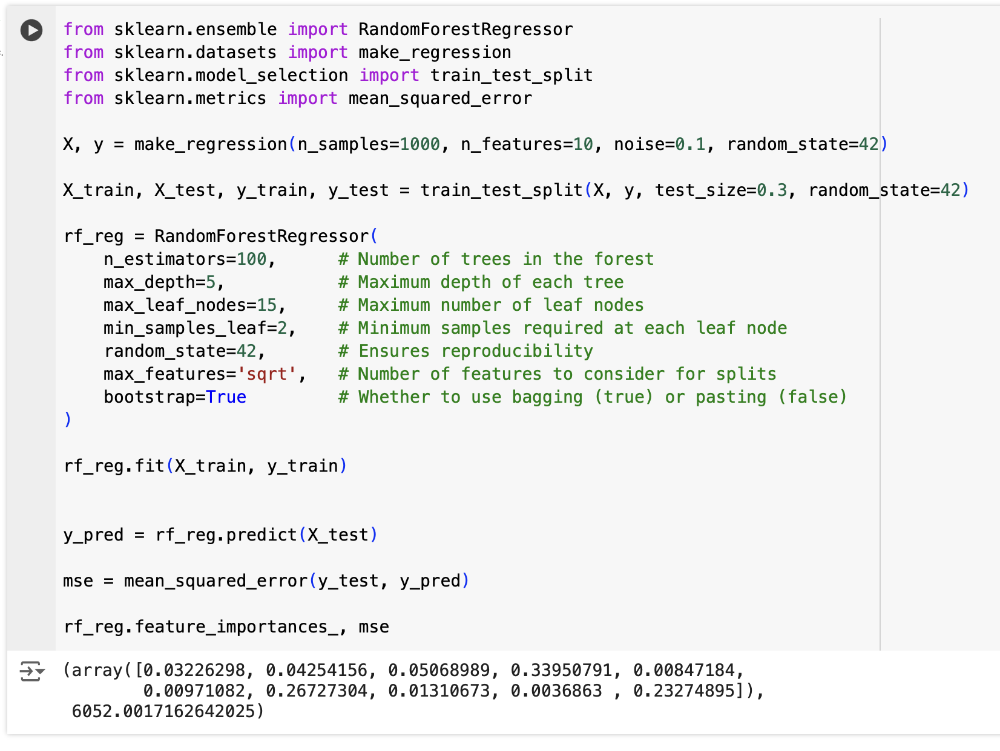 from sklearn.ensemble import RandomForestRegressor
from sklearn.datasets import make_regression
from sklearn.model_selection import train_test_split
from sklearn.metrics import mean_squared_error
X, y = make_regression(n_samples=1000, n_features=10, noise=0.1, random_state=42)
X_train, X_test, y_train, y_test = train_test_split(X, y, test_size=0.3, random_state=42)
rf_reg = RandomForestRegressor(
    n_estimators=100,      # Number of trees in the forest
    max_depth=5,           # Maximum depth of each tree
    max_leaf_nodes=15,     # Maximum number of leaf nodes
    min_samples_leaf=2,    # Minimum samples required at each leaf node
    random_state=42,       # Ensures reproducibility
    max_features='sqrt',   # Number of features to consider for splits
    bootstrap=True         # Whether to use bagging (true) or pasting (false)
)
rf_reg.fit(X_train, y_train)
y_pred = rf_reg.predict(X_test)
mse = mean_squared_error(y_test, y_pred)
rf_reg.feature_importances_, mse
(array([0.03226298, 0.04254156, 0.05068989, 0.33950791, 0.00847184,
        0.00971082, 0.26727304, 0.01310673, 0.0036863 , 0.23274895]),
 6052.0017162642025)